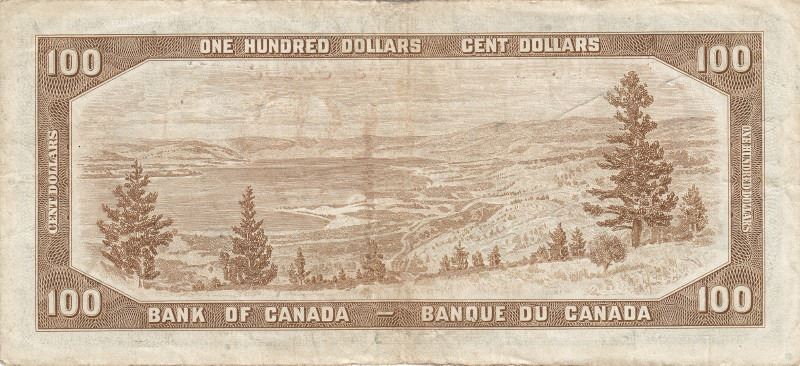 100 ONE HUNDRED DOLLARS CENT DOLLARS 100
CENT DOLLARS
ONE HUNDRED DOLLARS
100 BANK OF CANADA — BANQUE DU CANADA 100